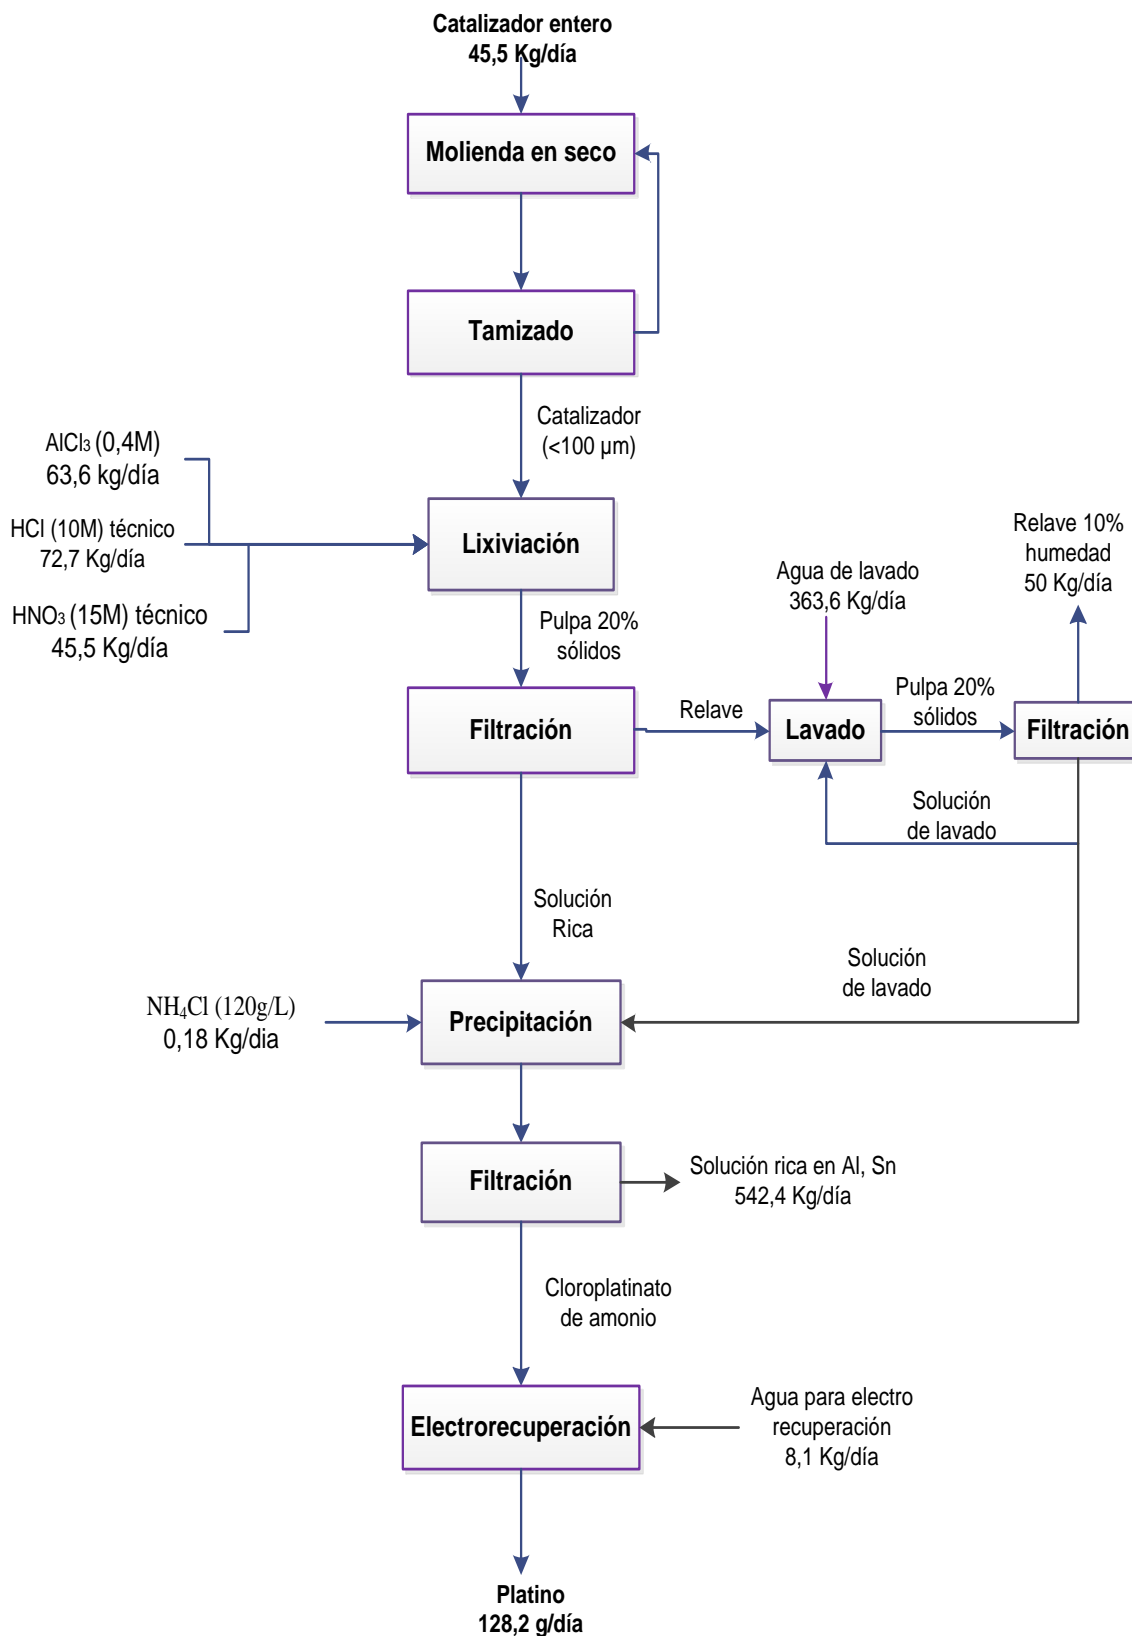 Catalizador entero
45,5 Kg/día
Molienda en seco
Tamizado
Catalizador
(<100 µm)
AlCl₃ (0,4M)
63,6 kg/día
HCl (10M) técnico
72,7 Kg/día
HNO₃ (15M) técnico
45,5 Kg/día
Lixiviación
Pulpa 20%
sólidos
Filtración
Relave
Agua de lavado
363,6 Kg/día
Lavado
Pulpa 20%
sólidos
Relave 10%
humedad
50 Kg/día
Filtración
Solución
de lavado
Solución
Rica
Solución
de lavado
NH₄Cl (120g/L)
0,18 Kg/dia
Precipitación
Filtración
Solución rica en Al, Sn
542,4 Kg/día
Cloroplatinato
de amonio
Electrorecuperación
Agua para electro
recuperación
8,1 Kg/día
Platino
128,2 g/día